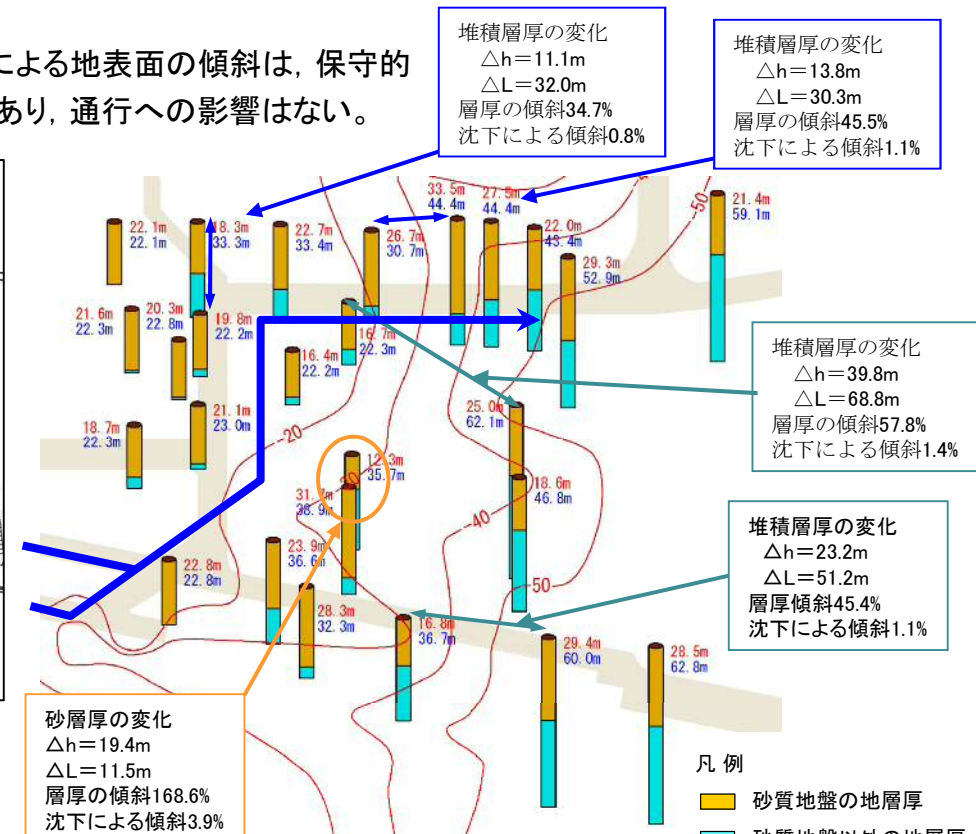 による地表面の傾斜は，保守的
あり，通行への影響はない。
堆積層厚の変化
△h＝11.1m
△L＝32.0m
層厚の傾斜34.7%
沈下による傾斜0.8%
堆積層厚の変化
△h＝13.8m
△L＝30.3m
層厚の傾斜45.5%
沈下による傾斜1.1%
22.1m
22.1m
18.3m
33.3m
22.7m
33.4m
26.7m
30.7m
33.5m
44.4m
27.5m
44.4m
22.0m
43.4m
29.3m
52.9m
-50
21.4m
59.1m
21.6m
22.3m
20.3m
22.8m
19.8m
22.2m
16.4m
22.2m
16.7m
22.3m
堆積層厚の変化
△h＝39.8m
△L＝68.8m
層厚の傾斜57.8%
沈下による傾斜1.4%
18.7m
22.3m
21.1m
23.0m
-20
25.0m
62.1m
12.3m
35.7m
31.7m
38.9m
18.6m
46.8m
-40
-50
22.8m
22.8m
23.9m
36.6m
28.3m
32.3m
16.8m
36.7m
29.4m
60.0m
28.5m
62.8m
堆積層厚の変化
△h＝23.2m
△L＝51.2m
層厚傾斜45.4%
沈下による傾斜1.1%
砂層厚の変化
△h＝19.4m
△L＝11.5m
層厚の傾斜168.6%
沈下による傾斜3.9%
凡 例
砂質地盤の地層厚
砂質地盤以外の地層厚